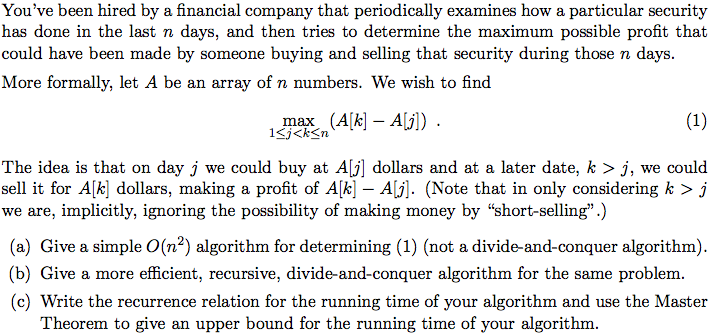 You've been hired by a financial company that periodically examines how a particular security
has done in the last n days, and then tries to determine the maximum possible profit that
could have been made by someone buying and selling that security during those n days.
More formally, let A be an array of n numbers. We wish to find
max 1≤j<k≤n (A[k] − A[j]) . (1)
The idea is that on day j we could buy at A[j] dollars and at a later date, k > j, we could
sell it for A[k] dollars, making a profit of A[k] − A[j]. (Note that in only considering k > j
we are, implicitly, ignoring the possibility of making money by “short-selling”.)
(a) Give a simple O(n²) algorithm for determining (1) (not a divide-and-conquer algorithm).
(b) Give a more efficient, recursive, divide-and-conquer algorithm for the same problem.
(c) Write the recurrence relation for the running time of your algorithm and use the Master
Theorem to give an upper bound for the running time of your algorithm.